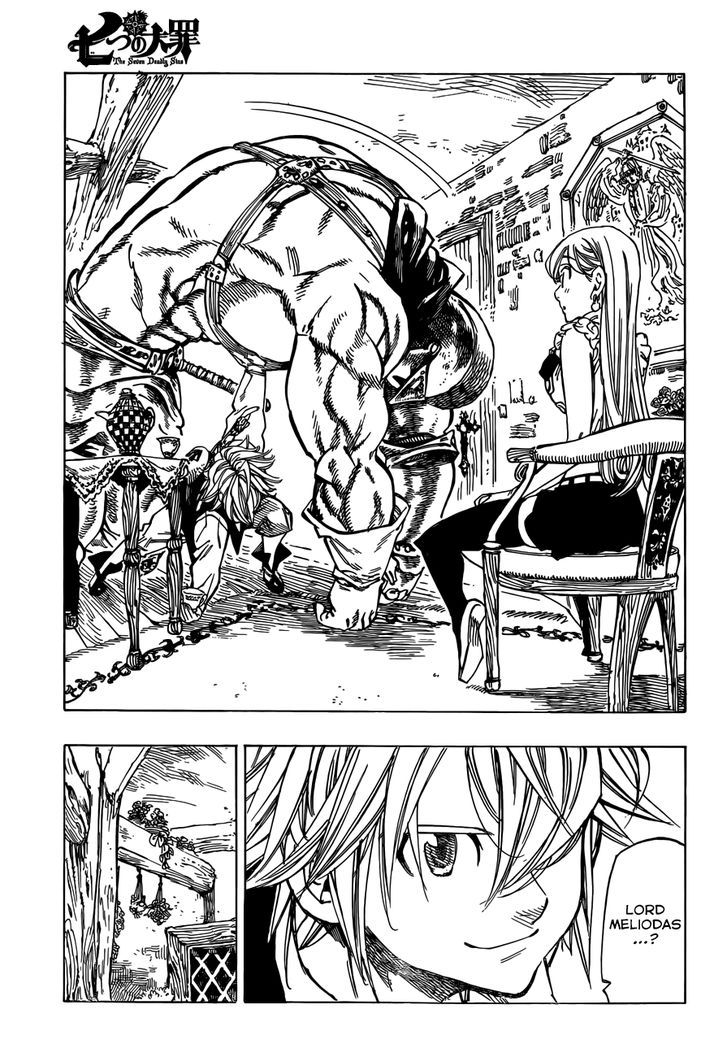 七つの大罪
The Seven Deadly Sins
LORD
MELIODAS
...?